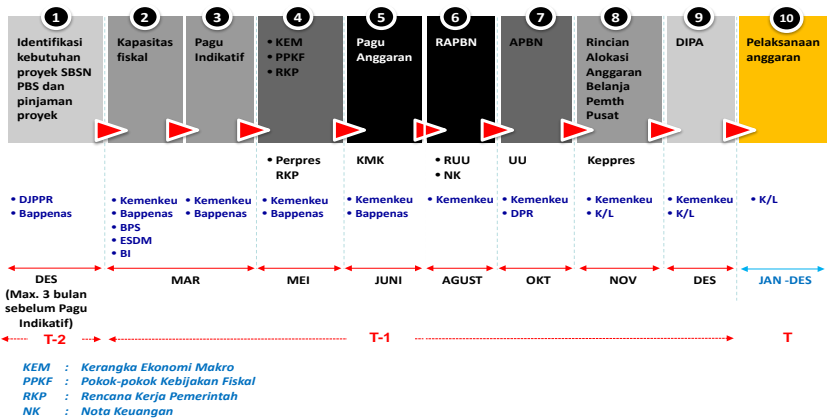 1
Identifikasi
kebutuhan
proyek SBSN
PBS dan
pinjaman
proyek
2
Kapasitas
fiskal
3
Pagu
Indikatif
4
• KEM
• PPKF
• RKP
5
Pagu
Anggaran
6
RAPBN
7
APBN
8
Rincian
Alokasi
Anggaran
Belanja
Pemth
Pusat
9
DIPA
10
Pelaksanaan
anggaran
• Perpres
RKP
KMK
• RUU
• NK
UU
Keppres
• DJPPR
• Bappenas
• Kemenkeu
• Bappenas
• BPS
• ESDM
• BI
• Kemenkeu
• Bappenas
• Kemenkeu
• Bappenas
• Kemenkeu
• Bappenas
• Kemenkeu
• Kemenkeu
• DPR
• Kemenkeu
• K/L
• Kemenkeu
• K/L
• K/L
DES
(Max. 3 bulan
sebelum Pagu
Indikatif)
MAR
MEI
JUNI
AGUST
OKT
NOV
DES
JAN -DES
T-2
T-1
T
KEM : Kerangka Ekonomi Makro
PPKF : Pokok-pokok Kebijakan Fiskal
RKP : Rencana Kerja Pemerintah
NK : Nota Keuangan